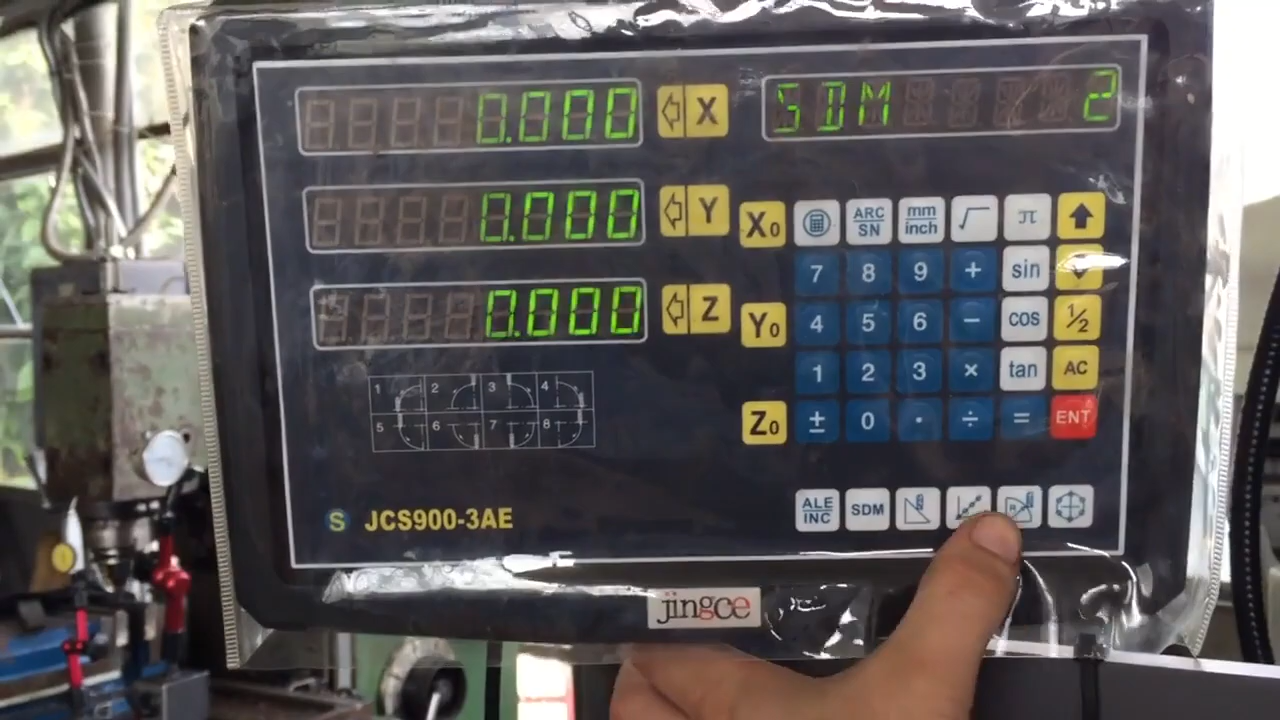 0.000 X SDM 2
0.000 Y
0.000 Z
X₀ ARC/SN mm/inch √ π
7 8 9 + sin
Y₀ 4 5 6 − cos ½
1 2 3 × tan AC
Z₀ ± 0 · ÷ = ENT
1 2 3 4
5 6 7 8
S JCS900-3AE
ALE/INC SDM R
jingce